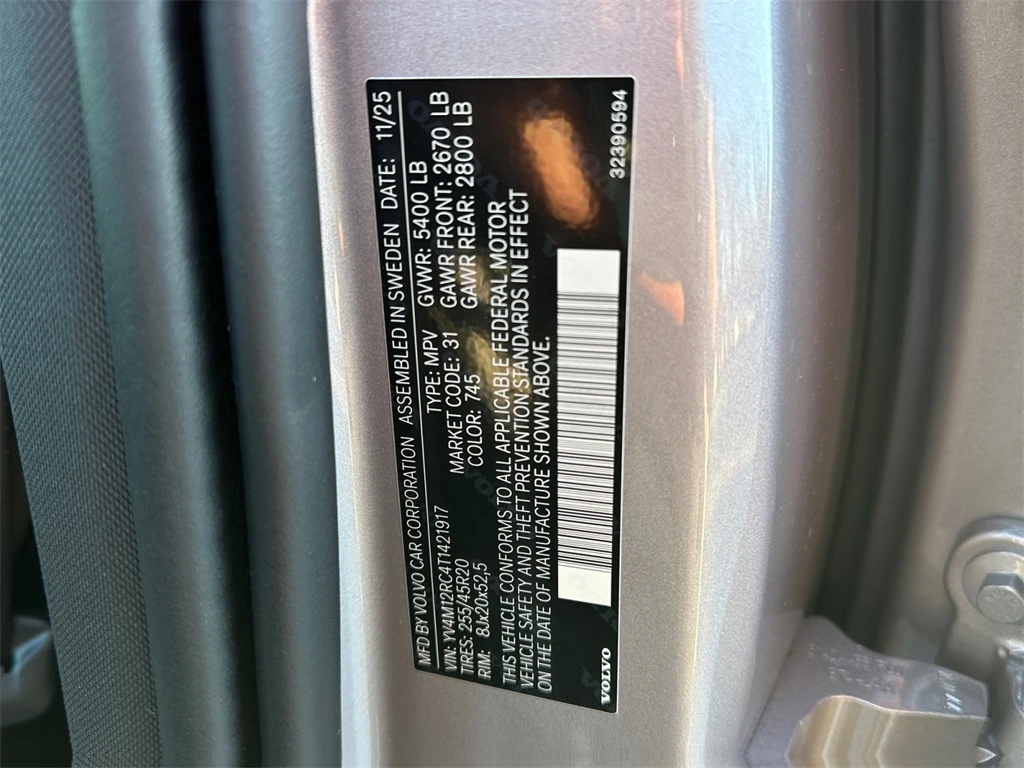 MFD BY VOLVO CAR CORPORATION ASSEMBLED IN SWEDEN DATE: 11/25
VIN: YV4M12RC4T1421917 TYPE: MPV GVWR: 5400 LB
TIRES: 255/45R20 MARKET CODE: 31 GAWR FRONT: 2670 LB
RIM: 8Jx20x52,5 COLOR: 745 GAWR REAR: 2800 LB
THIS VEHICLE CONFORMS TO ALL APPLICABLE FEDERAL MOTOR
VEHICLE SAFETY AND THEFT PREVENTION STANDARDS IN EFFECT
ON THE DATE OF MANUFACTURE SHOWN ABOVE.
VOLVO 32390594